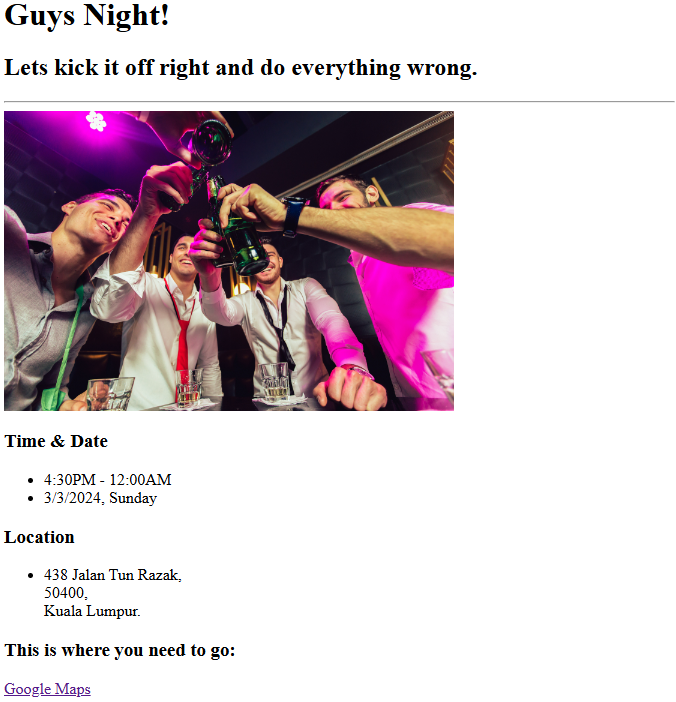 Guys Night!
Lets kick it off right and do everything wrong.
Time & Date
4:30PM - 12:00AM
3/3/2024, Sunday
Location
438 Jalan Tun Razak,
50400,
Kuala Lumpur.
This is where you need to go:
Google Maps